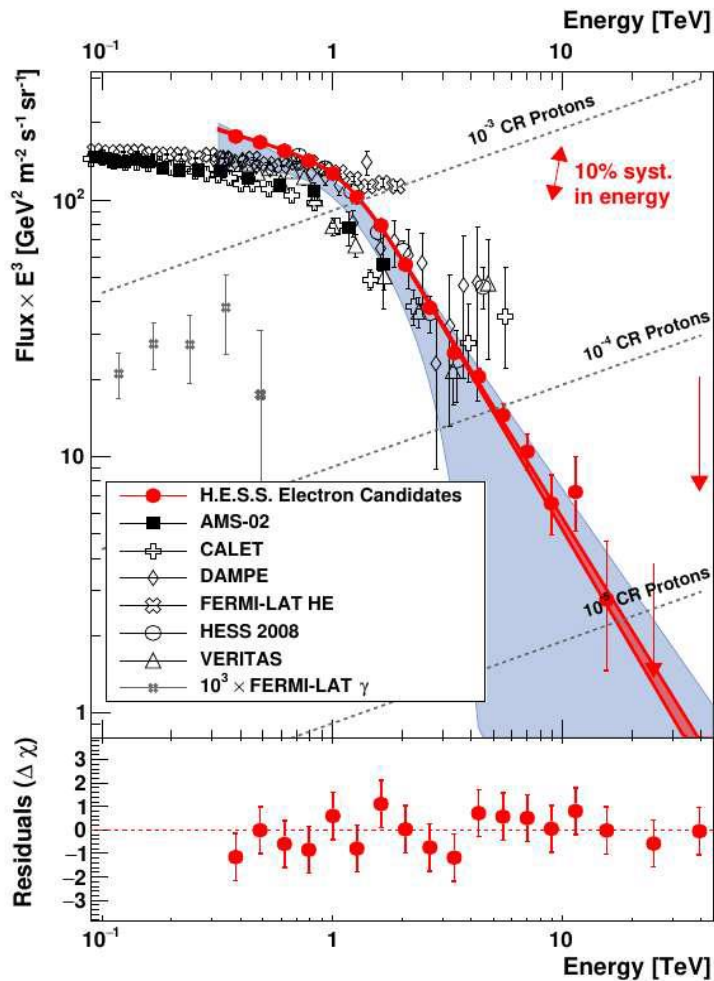 Energy [TeV]
10⁻¹ 1 10
Flux × E³ [GeV² m⁻² s⁻¹ sr⁻¹]
10²
10
1
10⁻³ CR Protons
10% syst.
in energy
10⁻⁴ CR Protons
CR Protons
H.E.S.S. Electron Candidates
AMS-02
CALET
DAMPE
FERMI-LAT HE
HESS 2008
VERITAS
10³ × FERMI-LAT γ
Residuals (Δ χ)
3
2
1
0
−1
−2
−3
10⁻¹ 1 10
Energy [TeV]